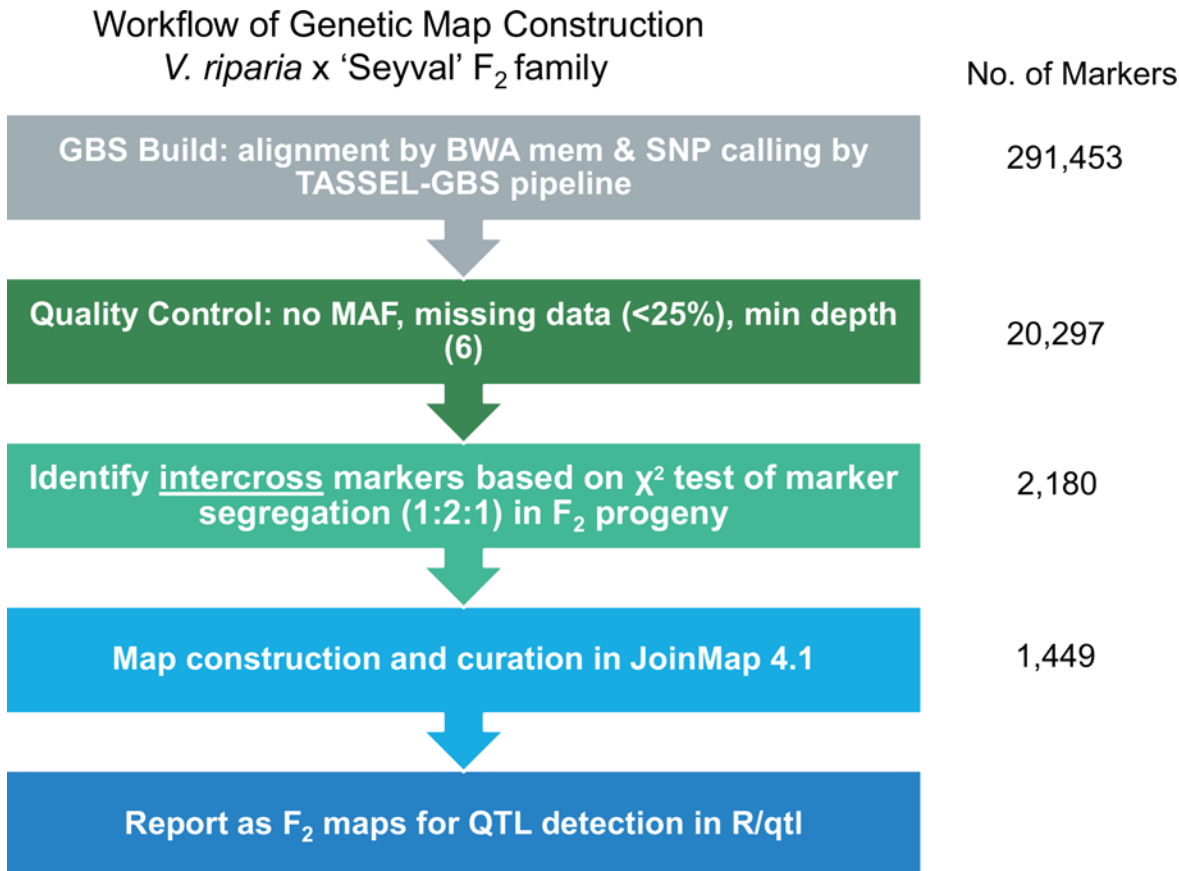 Workflow of Genetic Map Construction
V. riparia x ‘Seyval’ F₂ family
No. of Markers
GBS Build: alignment by BWA mem & SNP calling by
TASSEL-GBS pipeline
291,453
Quality Control: no MAF, missing data (<25%), min depth
(6)
20,297
Identify intercross markers based on χ² test of marker
segregation (1:2:1) in F₂ progeny
2,180
Map construction and curation in JoinMap 4.1
1,449
Report as F₂ maps for QTL detection in R/qtl